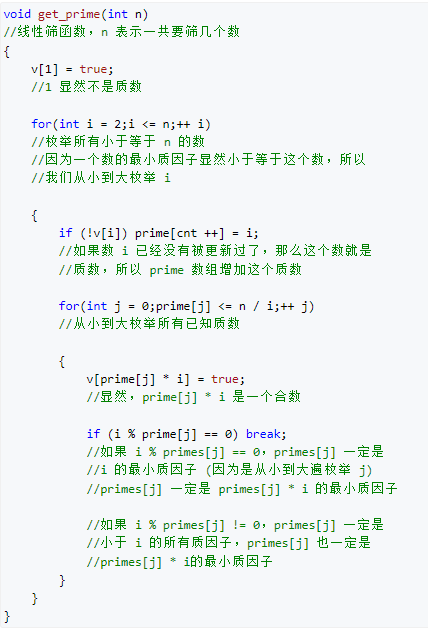 void get_prime(int n)
//线性筛函数，n 表示一共要筛几个数
{
    v[1] = true;
    //1 显然不是质数

    for(int i = 2;i <= n;++ i)
    //枚举所有小于等于 n 的数
    //因为一个数的最小质因子显然小于等于这个数，所以
    //我们从小到大枚举 i

    {
        if (!v[i]) prime[cnt ++] = i;
        //如果数 i 已经没有被更新过了，那么这个数就是
        //质数，所以 prime 数组增加这个质数

        for(int j = 0;prime[j] <= n / i;++ j)
        //从小到大枚举所有已知质数

        {
            v[prime[j] * i] = true;
            //显然，prime[j] * i 是一个合数

            if (i % prime[j] == 0) break;
            //如果 i % primes[j] == 0，primes[j] 一定是
            //i 的最小质因子 (因为是从小到大遍枚举 j)
            //primes[j] 一定是 primes[j] * i 的最小质因子

            //如果 i % primes[j] != 0，primes[j] 一定是
            //小于 i 的所有质因子，primes[j] 也一定是
            //primes[j] * i的最小质因子
        }
    }
}